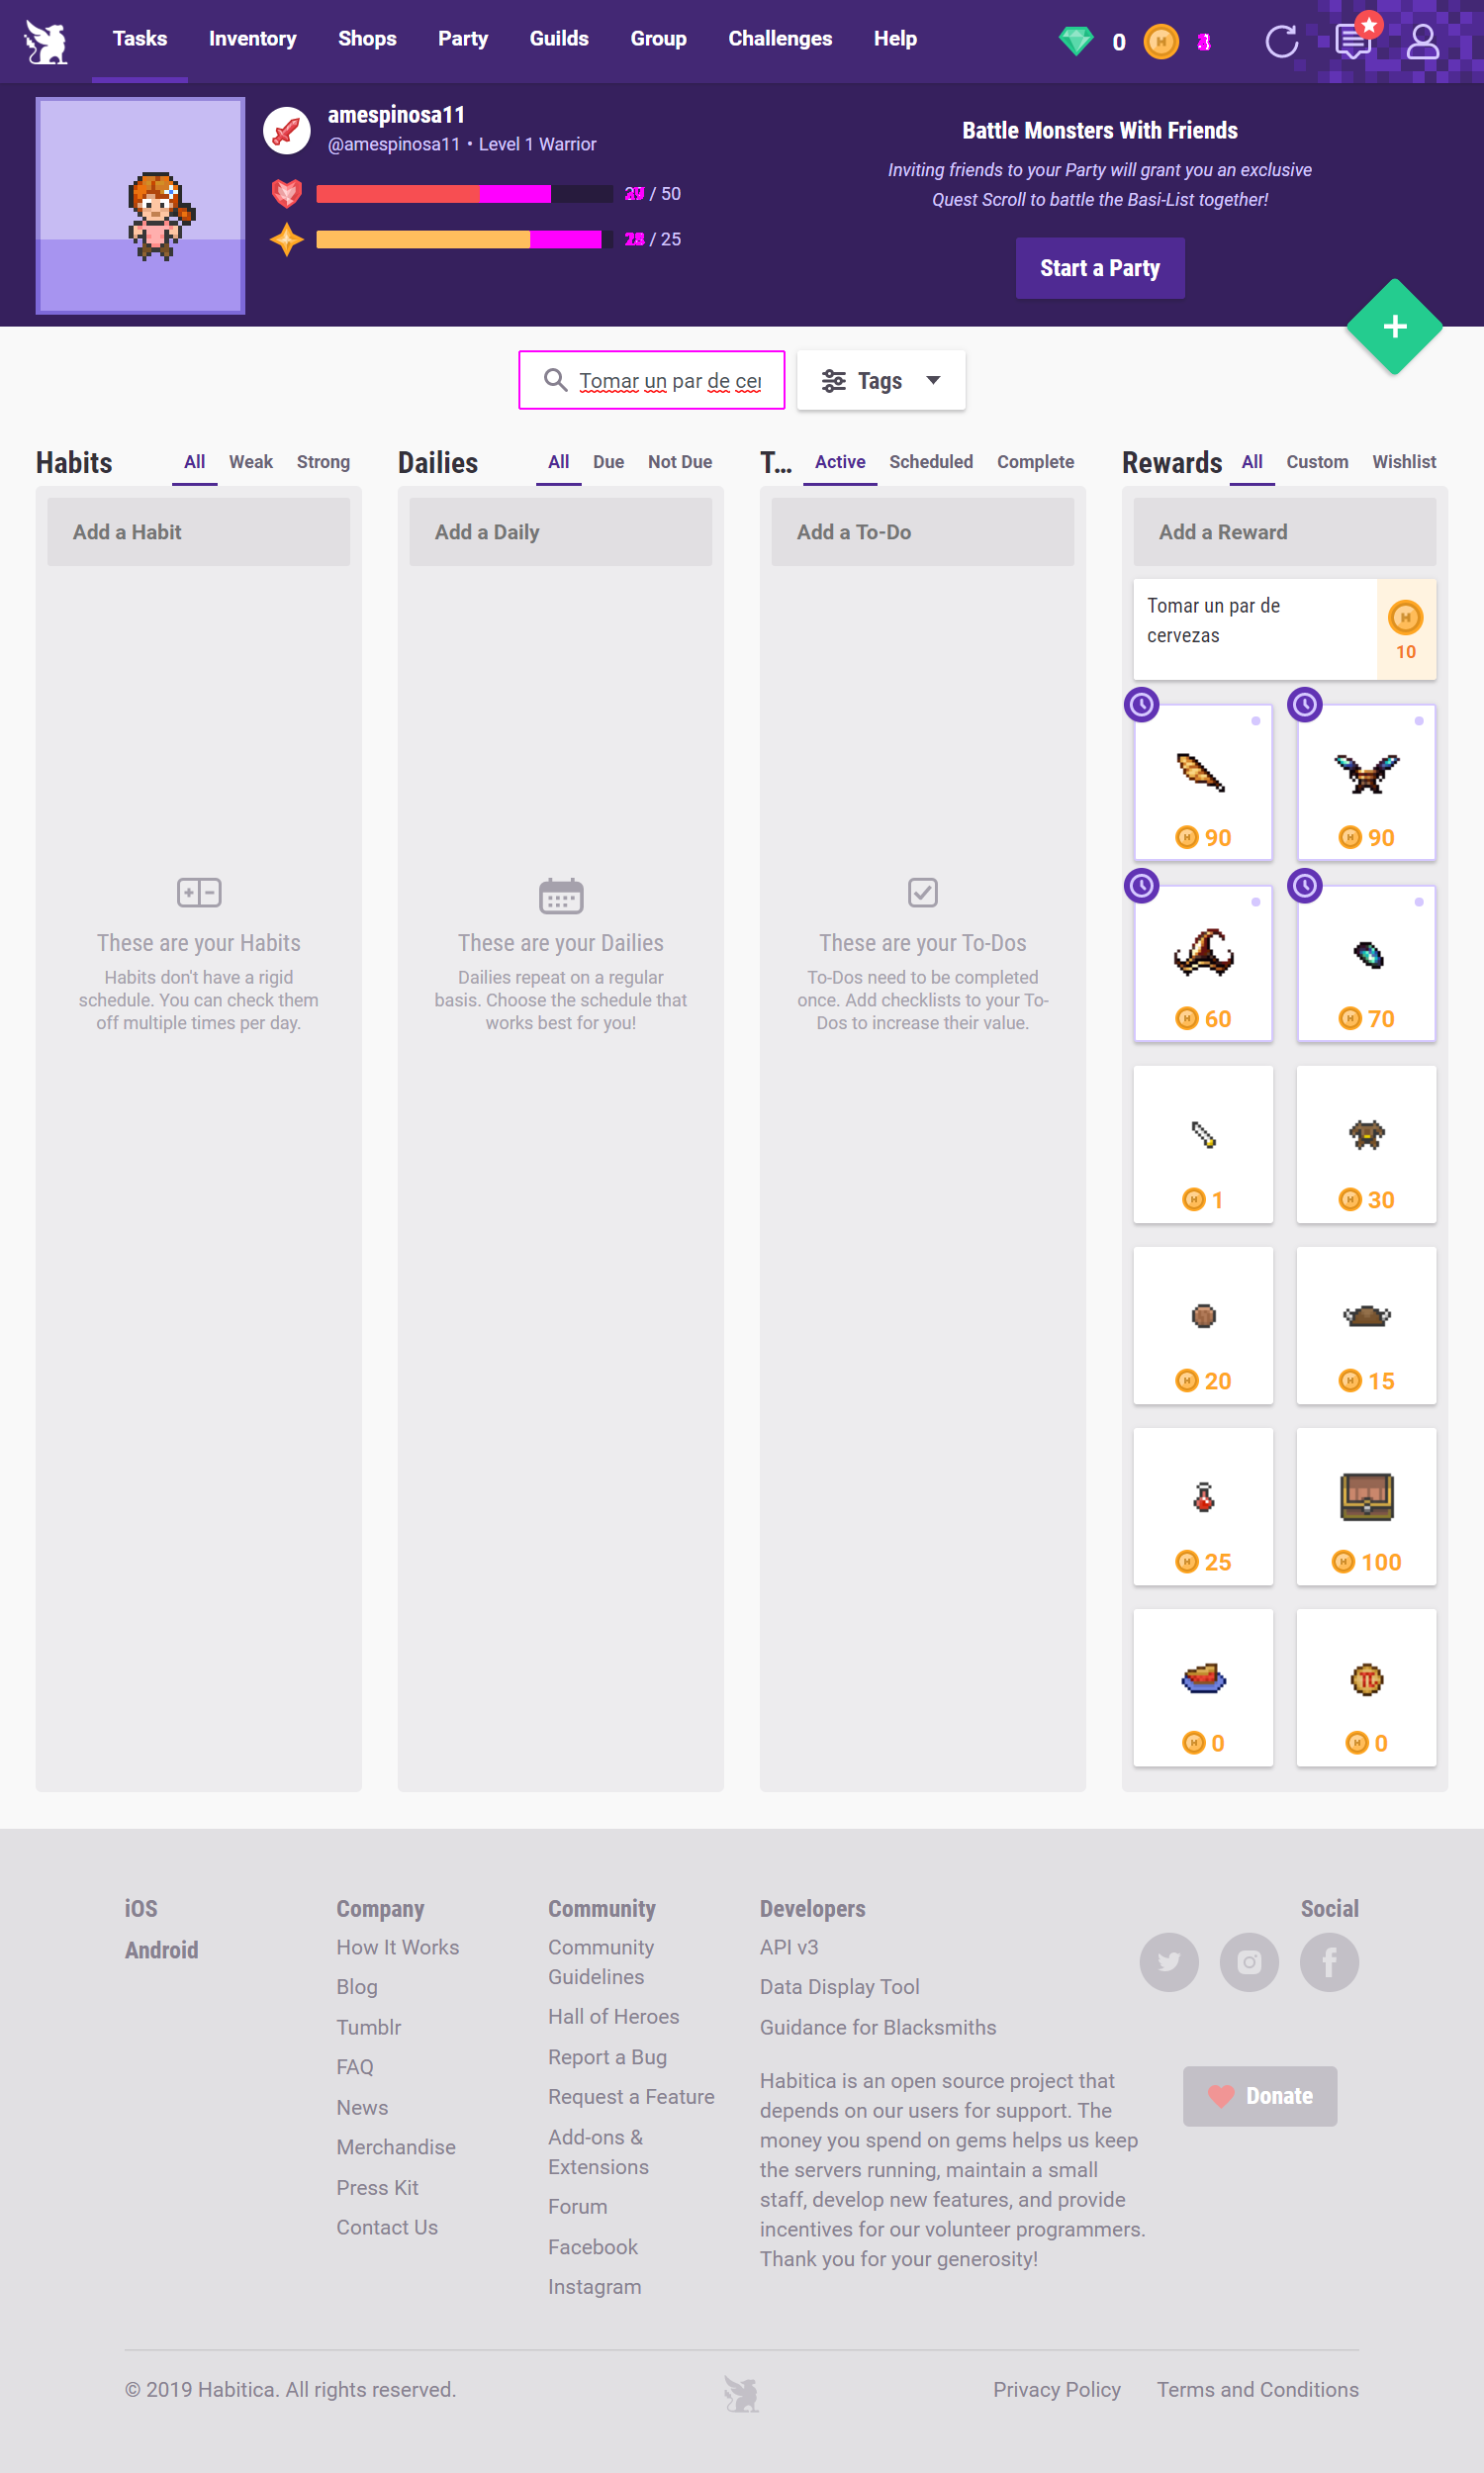 Tasks Inventory Shops Party Guilds Group Challenges Help 0
amespinosa11
@amespinosa11 • Level 1 Warrior
/ 50
/ 25
Battle Monsters With Friends
Inviting friends to your Party will grant you an exclusive
Quest Scroll to battle the Basi-List together!
Start a Party
Tomar un par de
Tags
Habits All Weak Strong
Add a Habit
These are your Habits
Habits don't have a rigid
schedule. You can check them
off multiple times per day.
Dailies All Due Not Due
Add a Daily
These are your Dailies
Dailies repeat on a regular
basis. Choose the schedule that
works best for you!
T... Active Scheduled Complete
Add a To-Do
These are your To-Dos
To-Dos need to be completed
once. Add checklists to your To-
Dos to increase their value.
Rewards All Custom Wishlist
Add a Reward
Tomar un par de
cervezas
10
90 90
60 70
1 30
20 15
25 100
0 0
iOS
Android
Company
How It Works
Blog
Tumblr
FAQ
News
Merchandise
Press Kit
Contact Us
Community
Community
Guidelines
Hall of Heroes
Report a Bug
Request a Feature
Add-ons &
Extensions
Forum
Facebook
Instagram
Developers
API v3
Data Display Tool
Guidance for Blacksmiths
Habitica is an open source project that
depends on our users for support. The
money you spend on gems helps us keep
the servers running, maintain a small
staff, develop new features, and provide
incentives for our volunteer programmers.
Thank you for your generosity!
Social
Donate
© 2019 Habitica. All rights reserved.
Privacy Policy Terms and Conditions